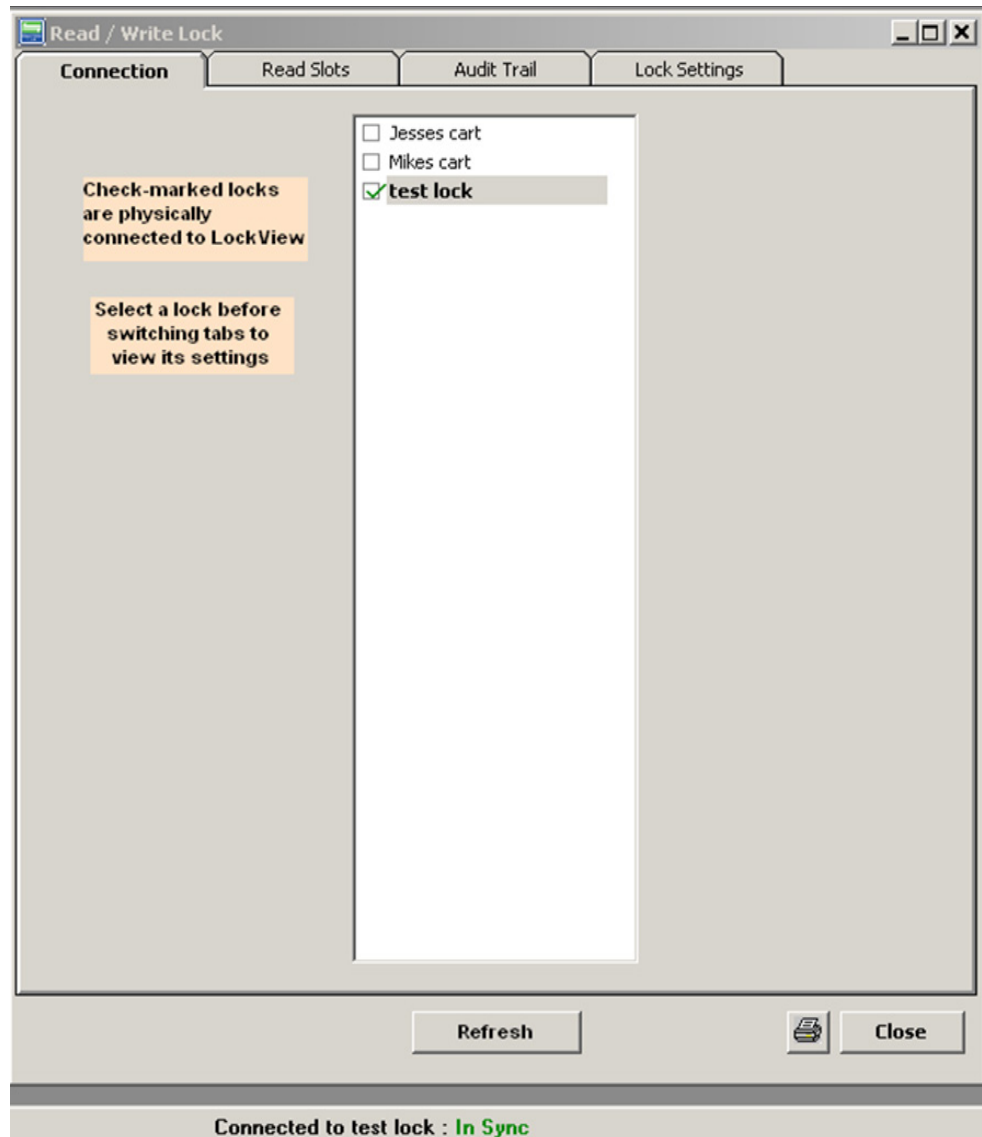 Read / Write Lock
Connection
Read Slots
Audit Trail
Lock Settings
Jesses cart
Mikes cart
test lock
Check-marked locks
are physically
connected to LockView
Select a lock before
switching tabs to
view its settings
Refresh
Close
Connected to test lock : In Sync